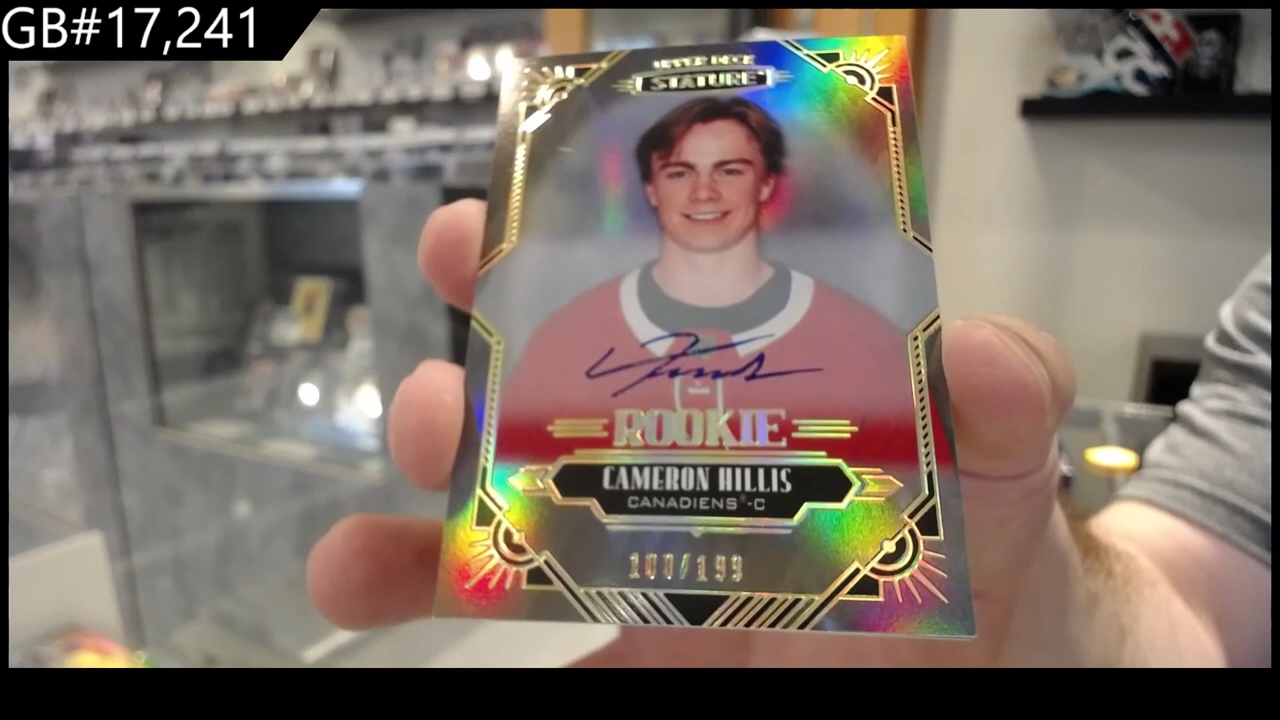 GB#17,241
UPPER DECK
STATURE
ROOKIE
CAMERON HILLIS
CANADIENS®-C